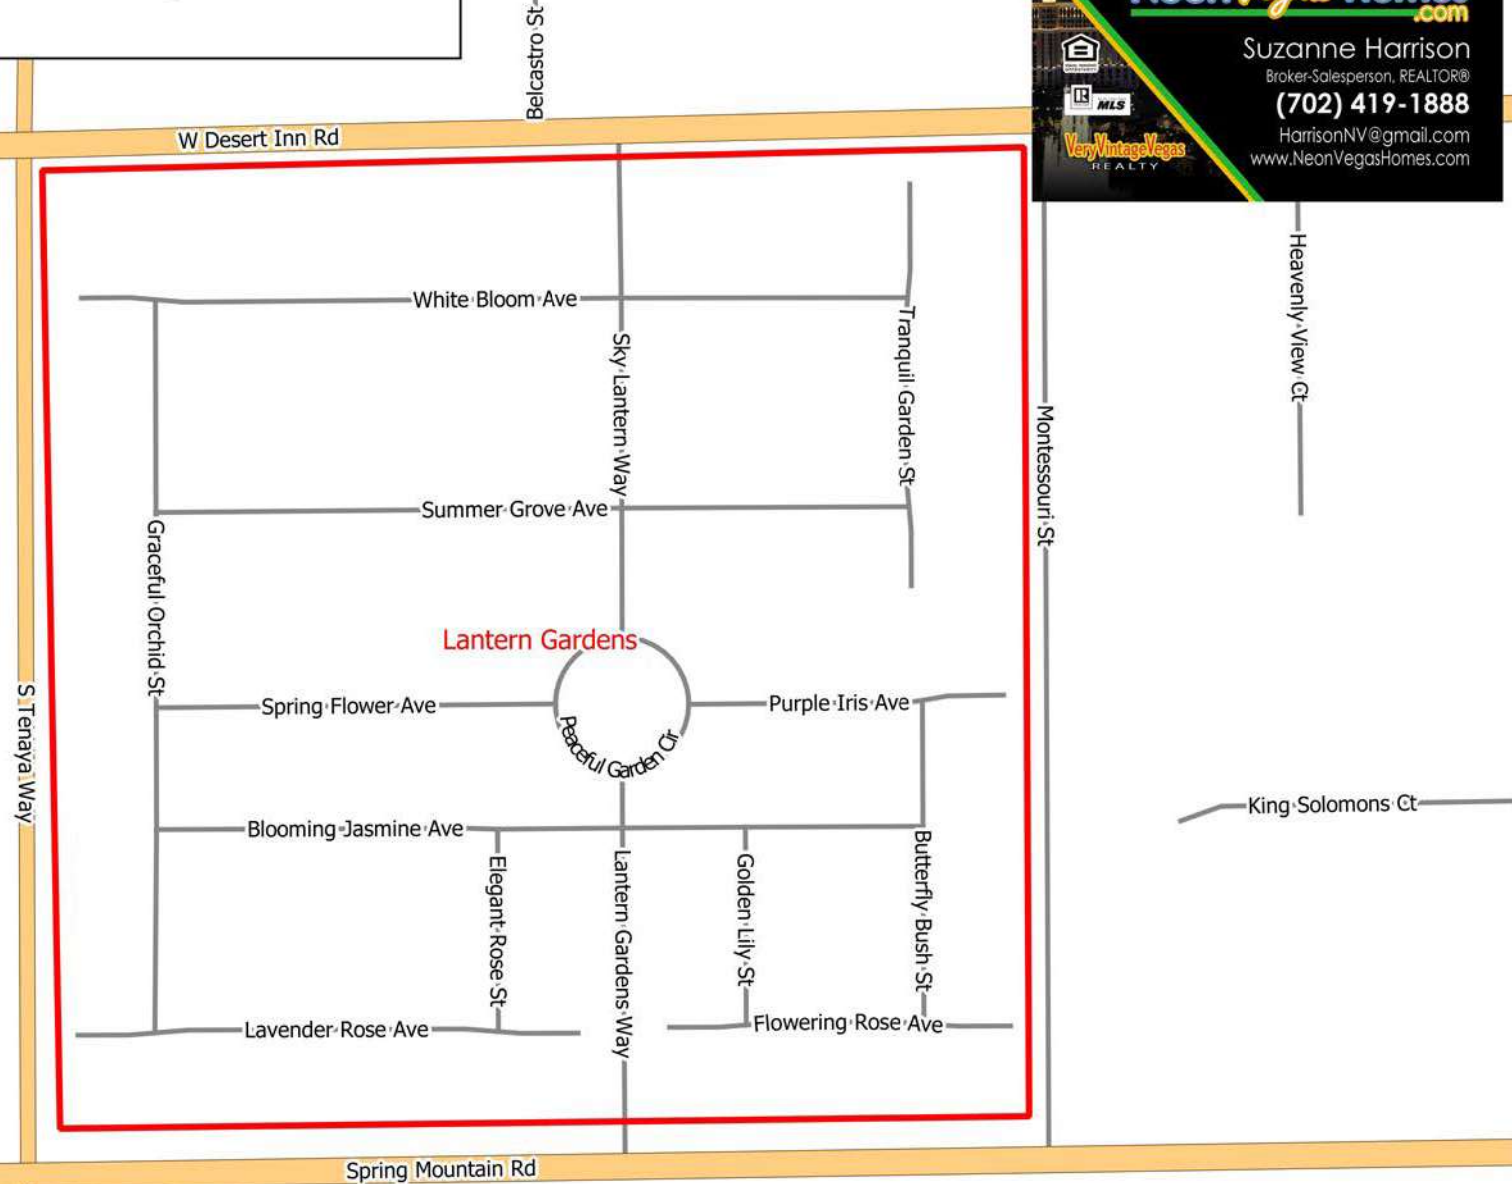 Belcastro St
.com
Suzanne Harrison
Broker-Salesperson, REALTOR®
(702) 419-1888
HarrisonNV@gmail.com
www.NeonVegasHomes.com
MLS
VeryVintageVegas
REALTY
W Desert Inn Rd
White Bloom Ave
Sky Lantern Way
Tranquil Garden St
Heavenly View Ct
Montessouri St
Summer Grove Ave
Graceful Orchid St
Lantern Gardens
S Tenaya Way
Spring Flower Ave
Purple Iris Ave
Peaceful Garden Cir
Blooming Jasmine Ave
King Solomons Ct
Elegant Rose St
Lantern Gardens Way
Golden Lily St
Butterfly Bush St
Lavender Rose Ave
Flowering Rose Ave
Spring Mountain Rd